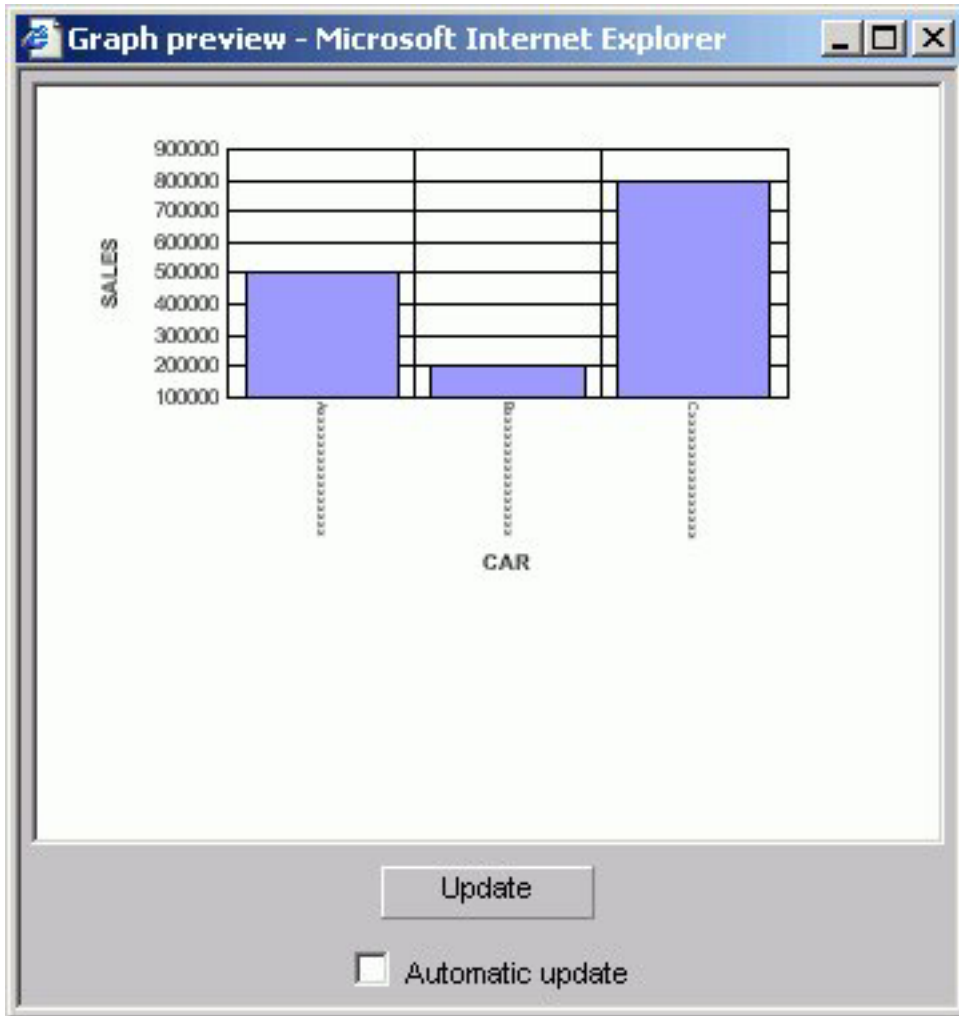 Graph preview - Microsoft Internet Explorer
900000
800000
700000
600000
500000
400000
300000
200000
100000
SALES
CAR
Update
Automatic update